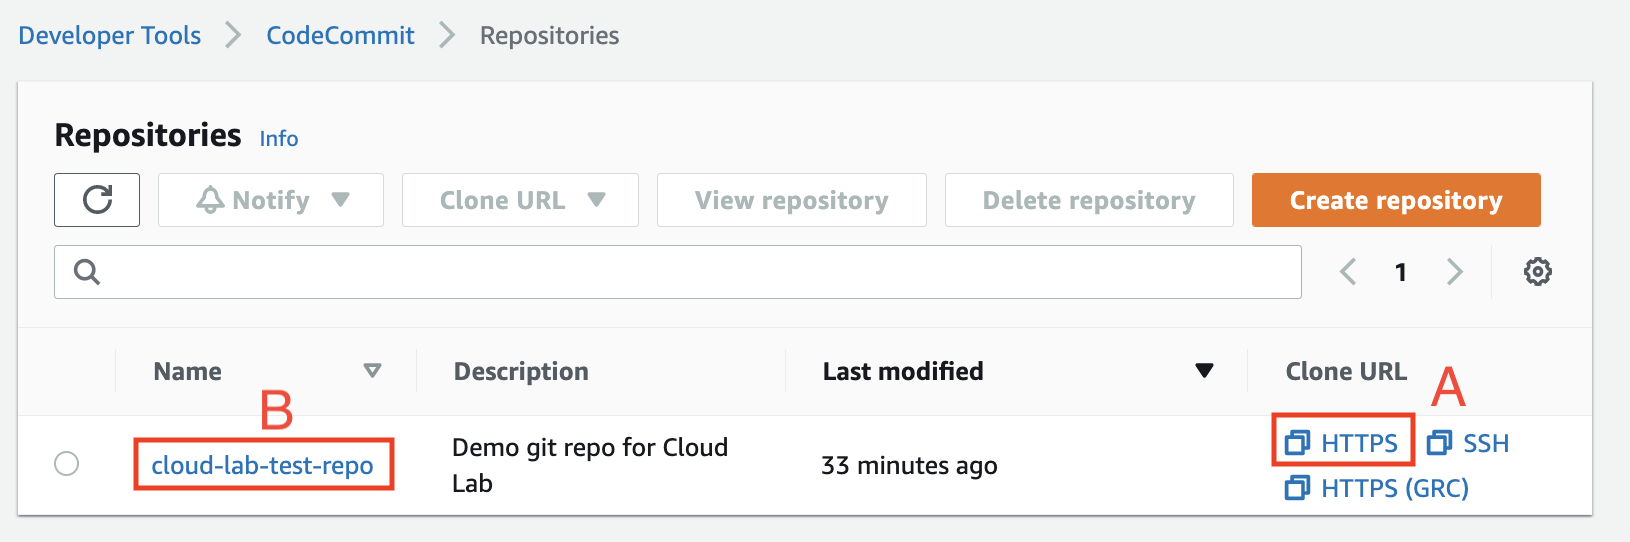 Developer Tools > CodeCommit > Repositories
Repositories Info
Notify Clone URL View repository Delete repository Create repository
1
Name Description Last modified Clone URL
B A
cloud-lab-test-repo Demo git repo for Cloud Lab 33 minutes ago HTTPS SSH
HTTPS (GRC)